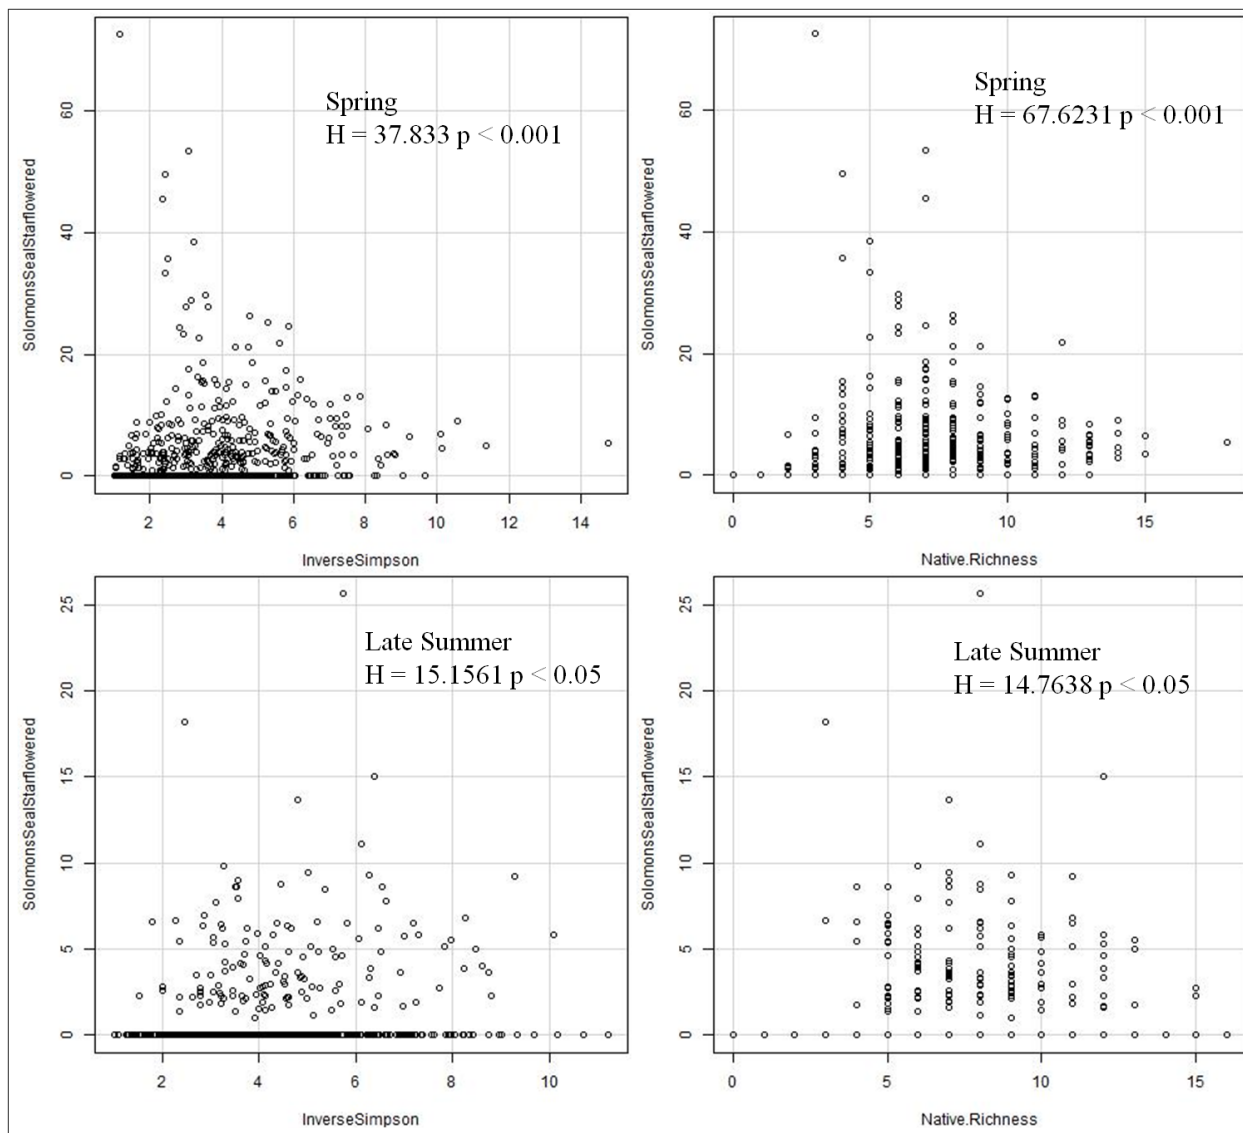 Spring
H = 37.833 p < 0.001
SolomonsSealStarflowered
0
20
40
60
2
4
6
8
10
12
14
InverseSimpson
Spring
H = 67.6231 p < 0.001
SolomonsSealStarflowered
0
20
40
60
0
5
10
15
Native.Richness
Late Summer
H = 15.1561 p < 0.05
SolomonsSealStarflowered
0
5
10
15
20
25
2
4
6
8
10
InverseSimpson
Late Summer
H = 14.7638 p < 0.05
SolomonsSealStarflowered
0
5
10
15
20
25
0
5
10
15
Native.Richness